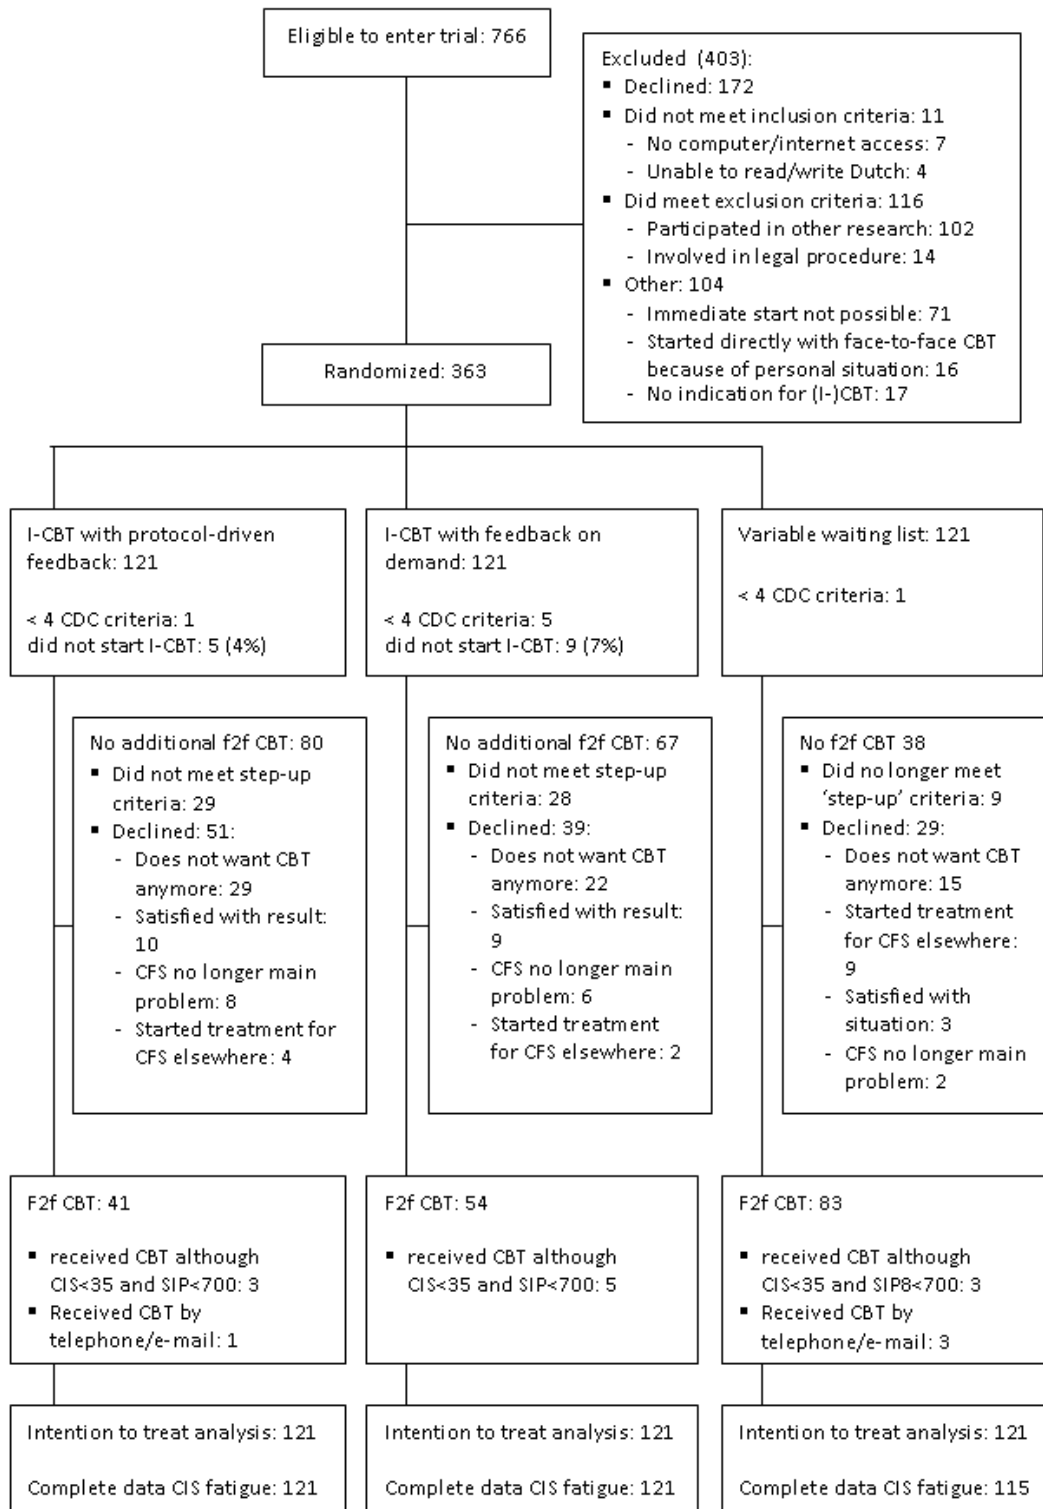 Eligible to enter trial: 766
Excluded (403):
▪ Declined: 172
▪ Did not meet inclusion criteria: 11
- No computer/internet access: 7
- Unable to read/write Dutch: 4
▪ Did meet exclusion criteria: 116
- Participated in other research: 102
- Involved in legal procedure: 14
▪ Other: 104
- Immediate start not possible: 71
- Started directly with face-to-face CBT
because of personal situation: 16
- No indication for (I-)CBT: 17
Randomized: 363
I-CBT with protocol-driven
feedback: 121
< 4 CDC criteria: 1
did not start I-CBT: 5 (4%)
I-CBT with feedback on
demand: 121
< 4 CDC criteria: 5
did not start I-CBT: 9 (7%)
Variable waiting list: 121
< 4 CDC criteria: 1
No additional f2f CBT: 80
▪ Did not meet step-up
criteria: 29
▪ Declined: 51:
- Does not want CBT
anymore: 29
- Satisfied with result:
10
- CFS no longer main
problem: 8
- Started treatment for
CFS elsewhere: 4
No additional f2f CBT: 67
▪ Did not meet step-up
criteria: 28
▪ Declined: 39:
- Does not want CBT
anymore: 22
- Satisfied with result:
9
- CFS no longer main
problem: 6
- Started treatment
for CFS elsewhere: 2
No f2f CBT 38
▪ Did no longer meet
‘step-up’ criteria: 9
▪ Declined: 29:
- Does not want CBT
anymore: 15
- Started treatment
for CFS elsewhere:
9
- Satisfied with
situation: 3
- CFS no longer main
problem: 2
F2f CBT: 41
▪ received CBT although
CIS<35 and SIP<700: 3
▪ Received CBT by
telephone/e-mail: 1
F2f CBT: 54
▪ received CBT although
CIS<35 and SIP<700: 5
F2f CBT: 83
▪ received CBT although
CIS<35 and SIP8<700: 3
▪ Received CBT by
telephone/e-mail: 3
Intention to treat analysis: 121
Complete data CIS fatigue: 121
Intention to treat analysis: 121
Complete data CIS fatigue: 121
Intention to treat analysis: 121
Complete data CIS fatigue: 115